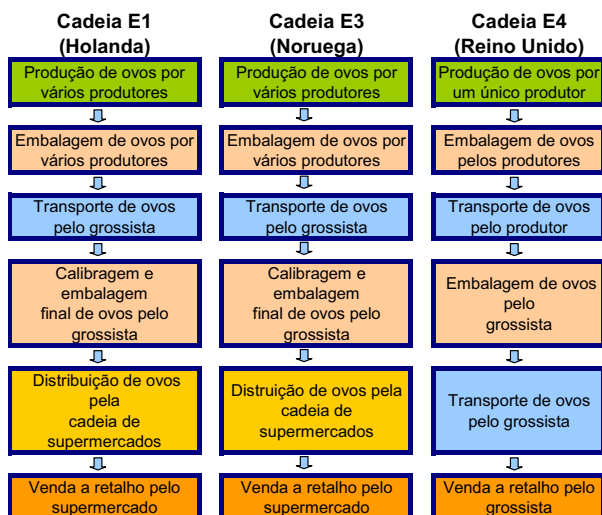 Cadeia E1
(Holanda)
Produção de ovos por
vários produtores
Embalagem de ovos por
vários produtores
Transporte de ovos
pelo grossista
Calibragem e
embalagem
final de ovos pelo
grossista
Distribuição de ovos
pela
cadeia de
supermercados
Venda a retalho pelo
supermercado
Cadeia E3
(Noruega)
Produção de ovos por
vários produtores
Embalagem de ovos por
vários produtores
Transporte de ovos
pelo grossista
Calibragem e
embalagem
final de ovos pelo
grossista
Distruição de ovos pela
cadeia de
supermercados
Venda a retalho pelo
supermercado
Cadeia E4
(Reino Unido)
Produção de ovos por
um único produtor
Embalagem de ovos
pelos produtores
Transporte de ovos
pelo produtor
Embalagem de ovos
pelo
grossista
Transporte de ovos
pelo grossista
Venda a retalho pelo
grossista